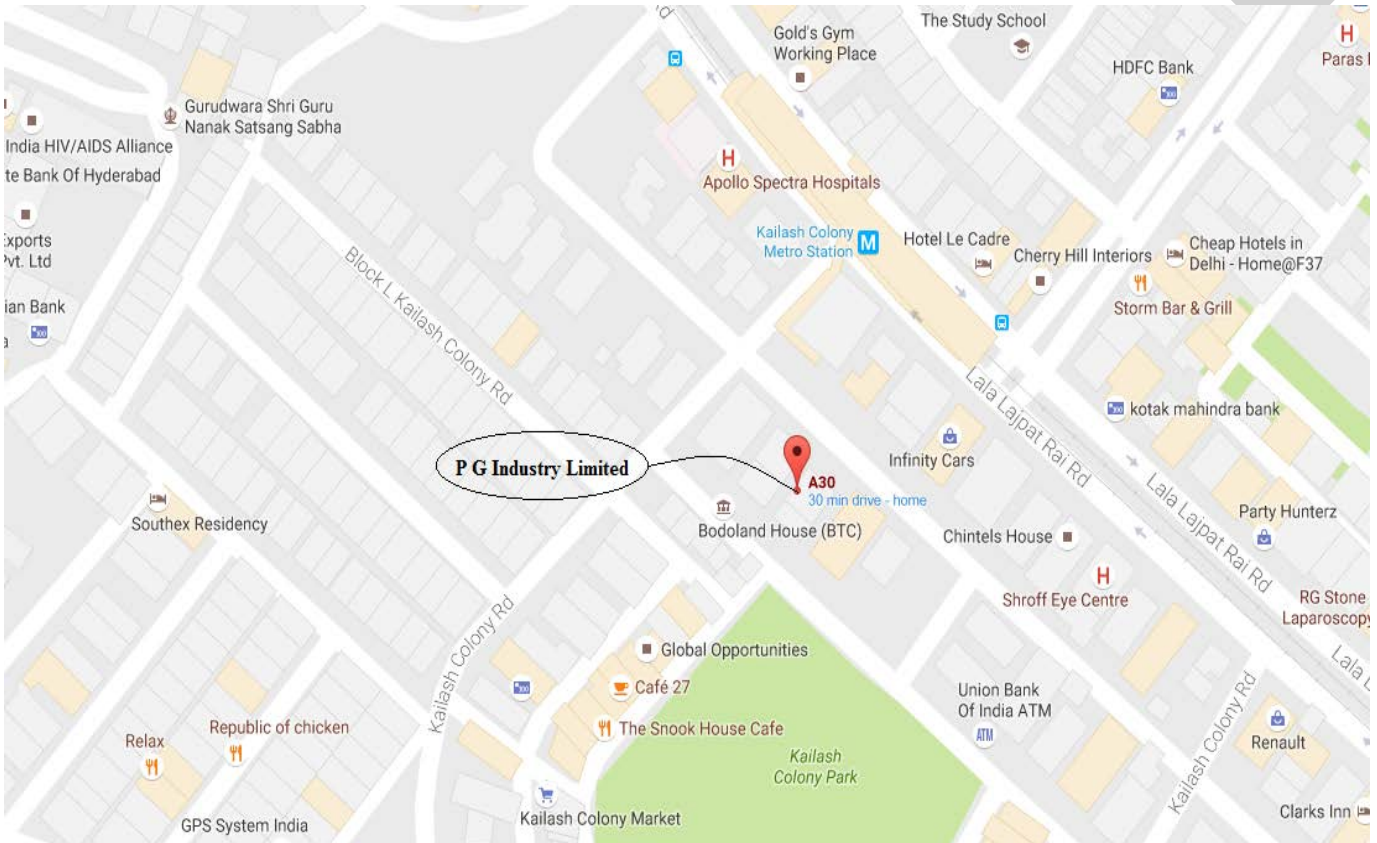 Rd
Gold's Gym
Working Place
The Study School
H
Paras
HDFC Bank
Gurudwara Shri Guru
Nanak Satsang Sabha
India HIV/AIDS Alliance
te Bank Of Hyderabad
H
Apollo Spectra Hospitals
Kailash Colony
Metro Station
M
Hotel Le Cadre
Cherry Hill Interiors
Cheap Hotels in
Delhi - Home@F37
xports
Pvt. Ltd
Block L Kailash Colony Rd
ian Bank
Storm Bar & Grill
Lala Lajpat Rai Rd
kotak mahindra bank
P G Industry Limited
Infinity Cars
A30
30 min drive - home
Lala Lajpat Rai Rd
Southex Residency
Bodoland House (BTC)
Chintels House
Party Hunterz
H
Shroff Eye Centre
RG Stone
Laparoscopy
Kailash Colony Rd
Global Opportunities
Lala L
Café 27
Union Bank
Of India ATM
ATM
Kailash Colony Rd
Republic of chicken
The Snook House Cafe
Relax
Renault
Kailash
Colony Park
GPS System India
Kailash Colony Market
Clarks Inn